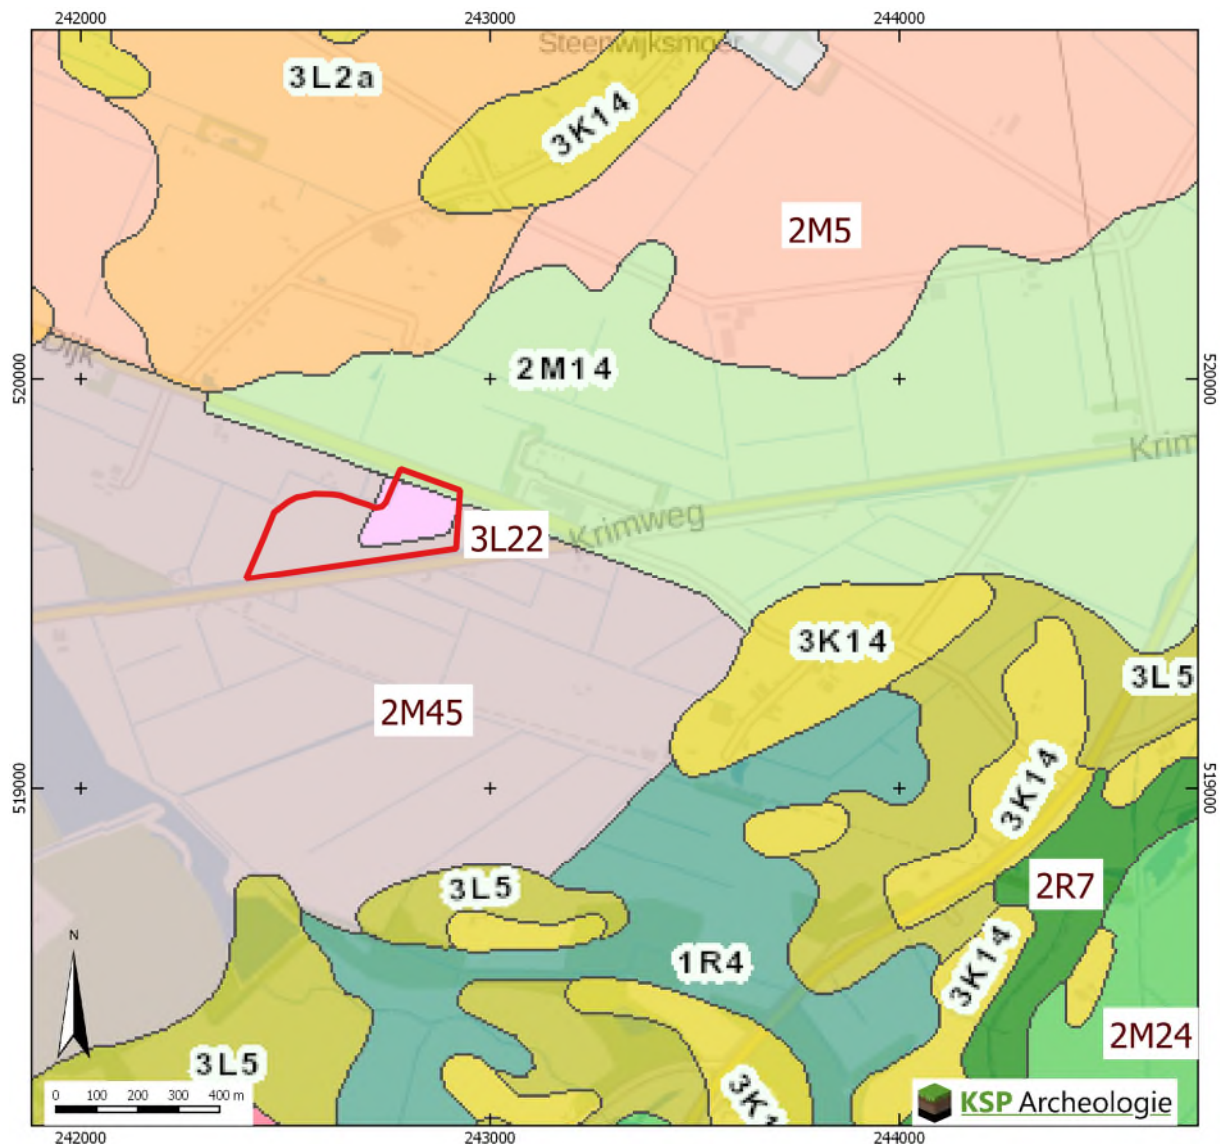 242000 243000 244000
Steenwijksmoer
3L2a
3K14
2M5
Dijk
520000 520000
2M14
Krim
Krimweg
3L22
3K14
3L5
2M45
519000 519000
3K14
3L5
2R7
1R4
3K14
N
2M24
3L5
3K1
0 100 200 300 400 m
KSP Archeologie
242000 243000 244000